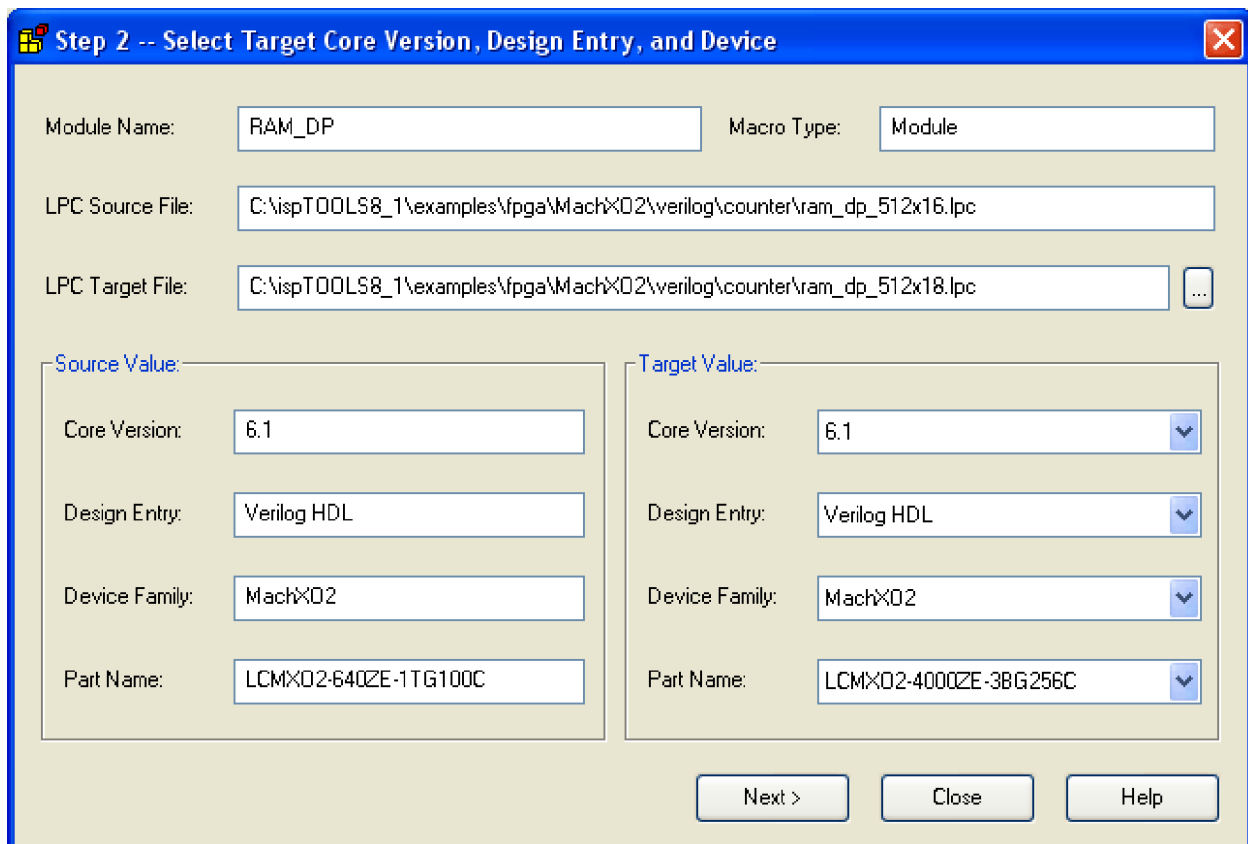 Step 2 -- Select Target Core Version, Design Entry, and Device
Module Name: RAM_DP Macro Type: Module
LPC Source File: C:\ispTOOLS8_1\examples\fpga\MachXO2\verilog\counter\ram_dp_512x16.lpc
LPC Target File: C:\ispTOOLS8_1\examples\fpga\MachXO2\verilog\counter\ram_dp_512x18.lpc ...
Source Value:
Core Version: 6.1
Design Entry: Verilog HDL
Device Family: MachXO2
Part Name: LCMXO2-640ZE-1TG100C
Target Value:
Core Version: 6.1
Design Entry: Verilog HDL
Device Family: MachXO2
Part Name: LCMXO2-4000ZE-3BG256C
Next > Close Help